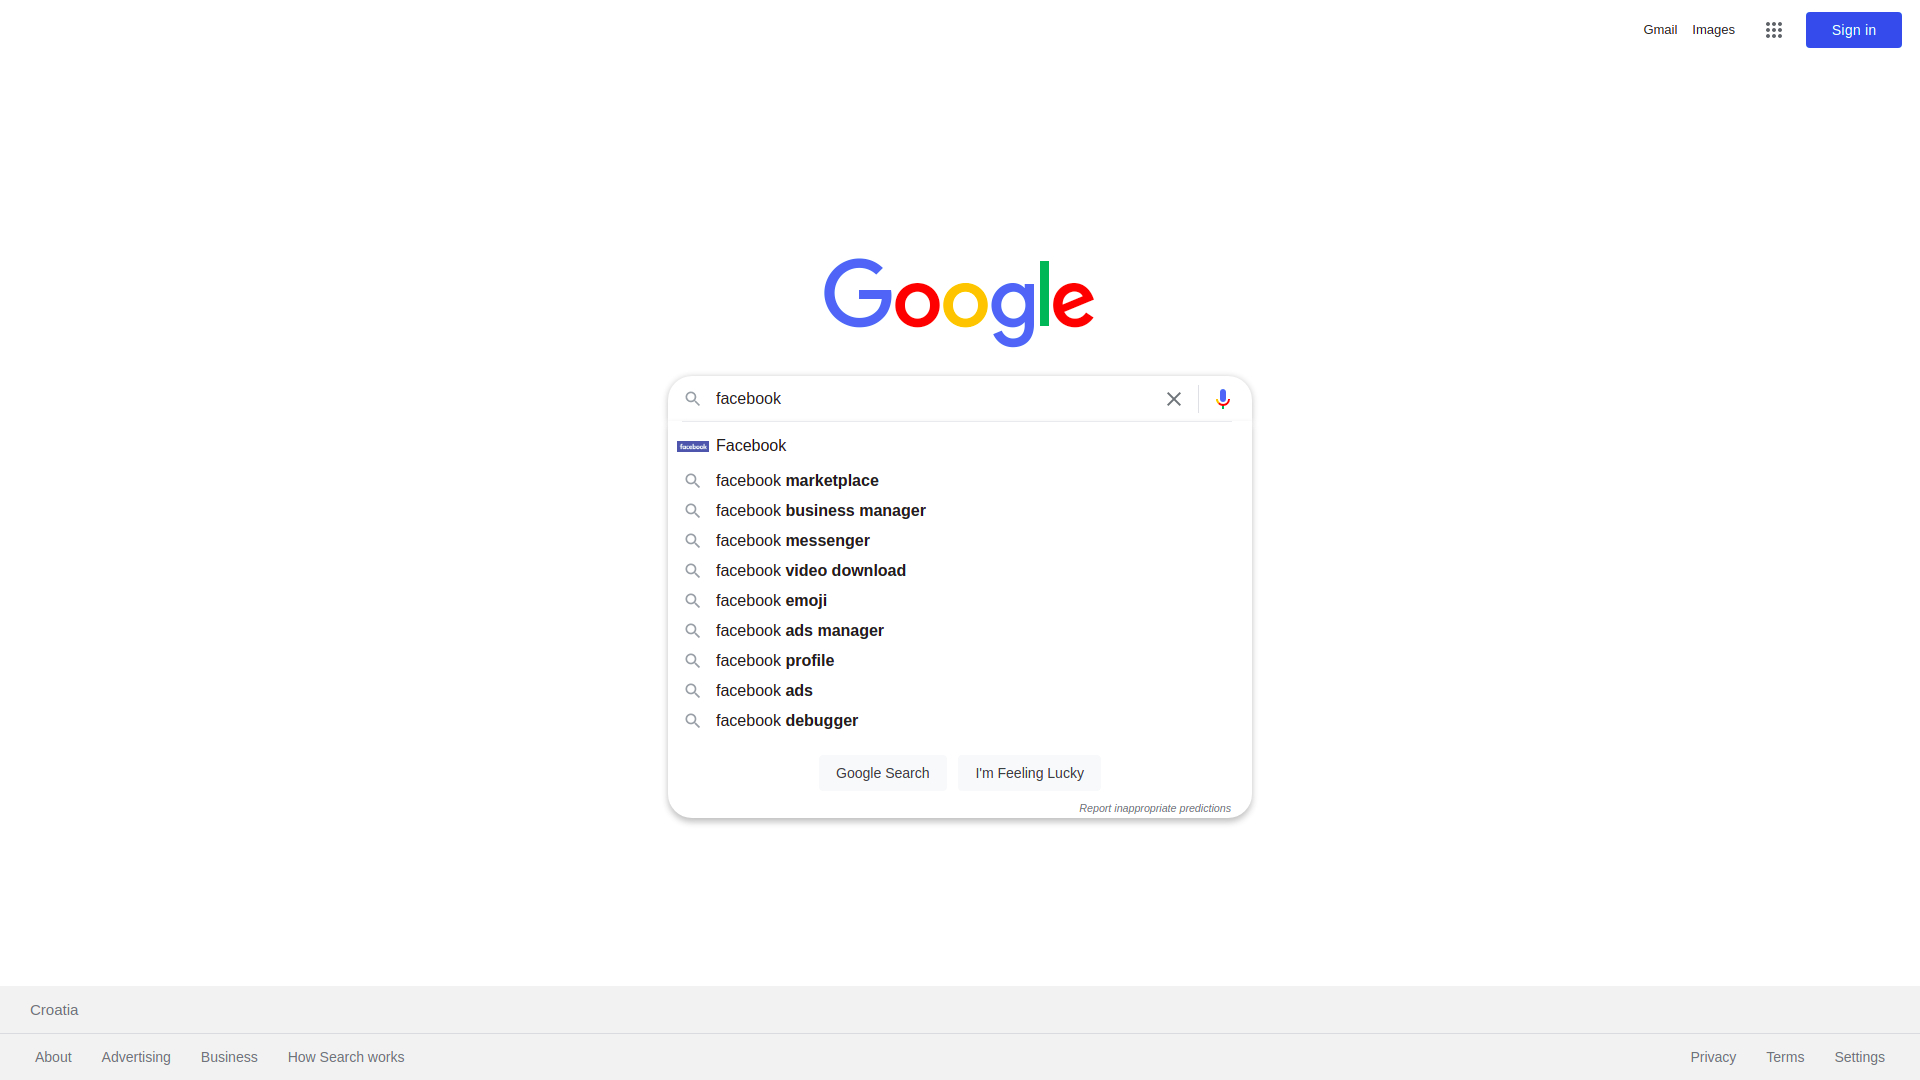 Gmail Images Sign in
Google
facebook
facebook Facebook
facebook marketplace
facebook business manager
facebook messenger
facebook video download
facebook emoji
facebook ads manager
facebook profile
facebook ads
facebook debugger
Google Search I'm Feeling Lucky
Report inappropriate predictions
Croatia
About Advertising Business How Search works Privacy Terms Settings